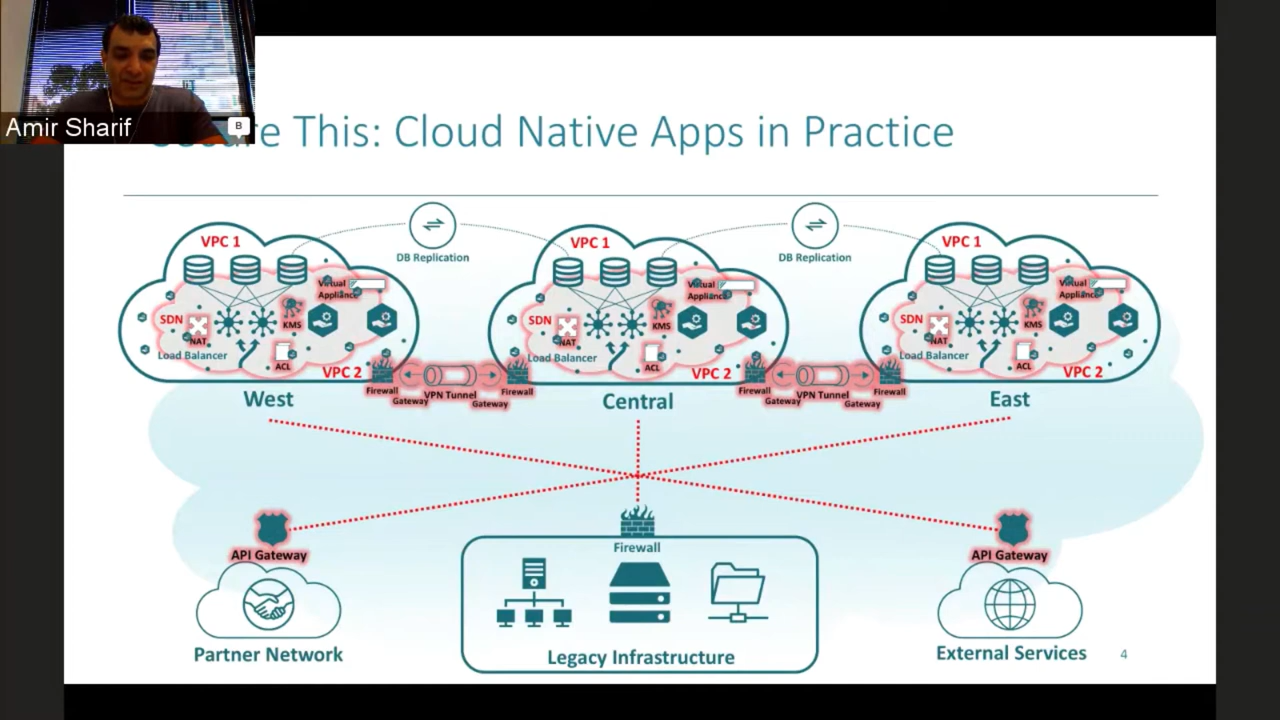 Amir Sharif
B
This: Cloud Native Apps in Practice
VPC 1
DB Replication
VPC 1
DB Replication
VPC 1
Virtual
Appliance
Virtual
Appliance
Virtual
Appliance
SDN
KMS
NAT
Load Balancer
ACL
VPC 2
SDN
KMS
NAT
Load Balancer
ACL
VPC 2
SDN
KMS
NAT
Load Balancer
ACL
VPC 2
Firewall
Gateway
VPN Tunnel
Firewall
Gateway
Firewall
Gateway
VPN Tunnel
Firewall
Gateway
West
Central
East
API Gateway
Firewall
API Gateway
Partner Network
Legacy Infrastructure
External Services
4